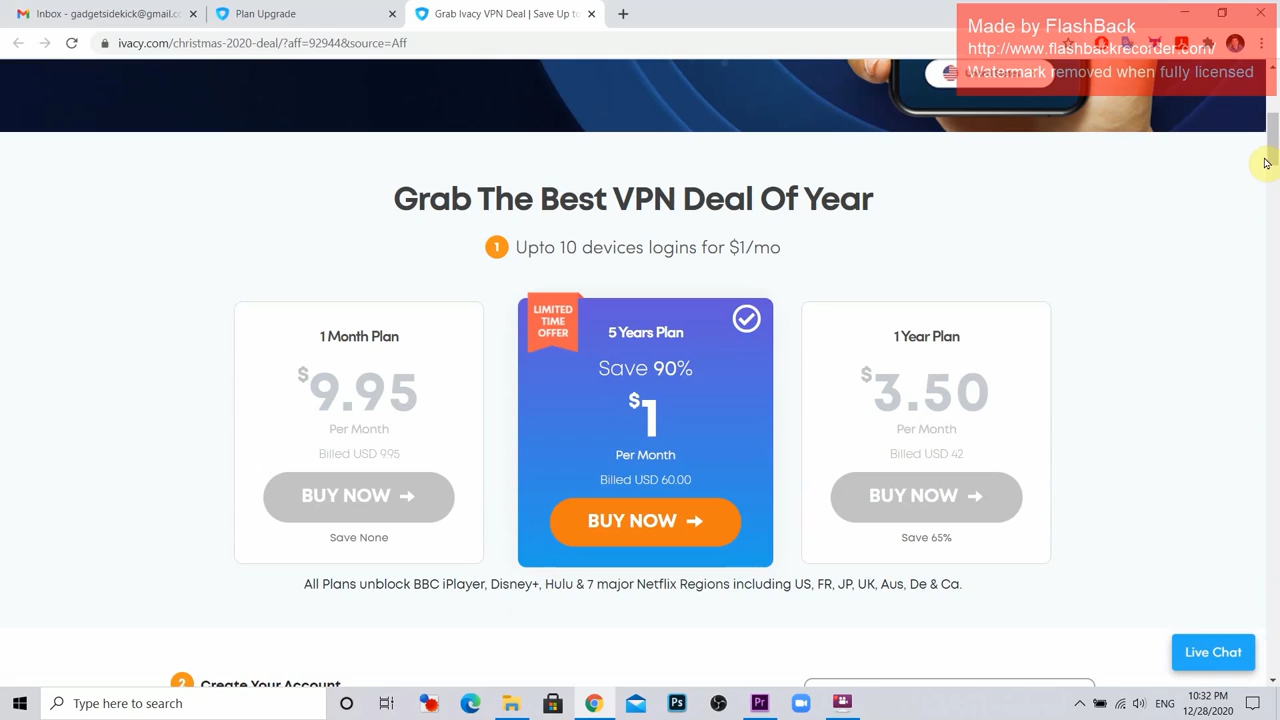 Inbox - gadgetsidekick@gmail.cc
Plan Upgrade
Grab Ivacy VPN Deal | Save Up to
Made by FlashBack
http://www.flashbackrecorder.com/
Watermark removed when fully licensed
ivacy.com/christmas-2020-deal/?aff=92944&source=Aff
Grab The Best VPN Deal Of Year
1 Upto 10 devices logins for $1/mo
1 Month Plan
$9.95
Per Month
Billed USD 9.95
BUY NOW →
Save None
LIMITED
TIME
OFFER
5 Years Plan
Save 90%
$1
Per Month
Billed USD 60.00
BUY NOW →
1 Year Plan
$3.50
Per Month
Billed USD 42
BUY NOW →
Save 65%
All Plans unblock BBC iPlayer, Disney+, Hulu & 7 major Netflix Regions including US, FR, JP, UK, Aus, De & Ca.
Live Chat
2 Create Your Account
Type here to search
Ps
Pr
ENG
10:32 PM
12/28/2020